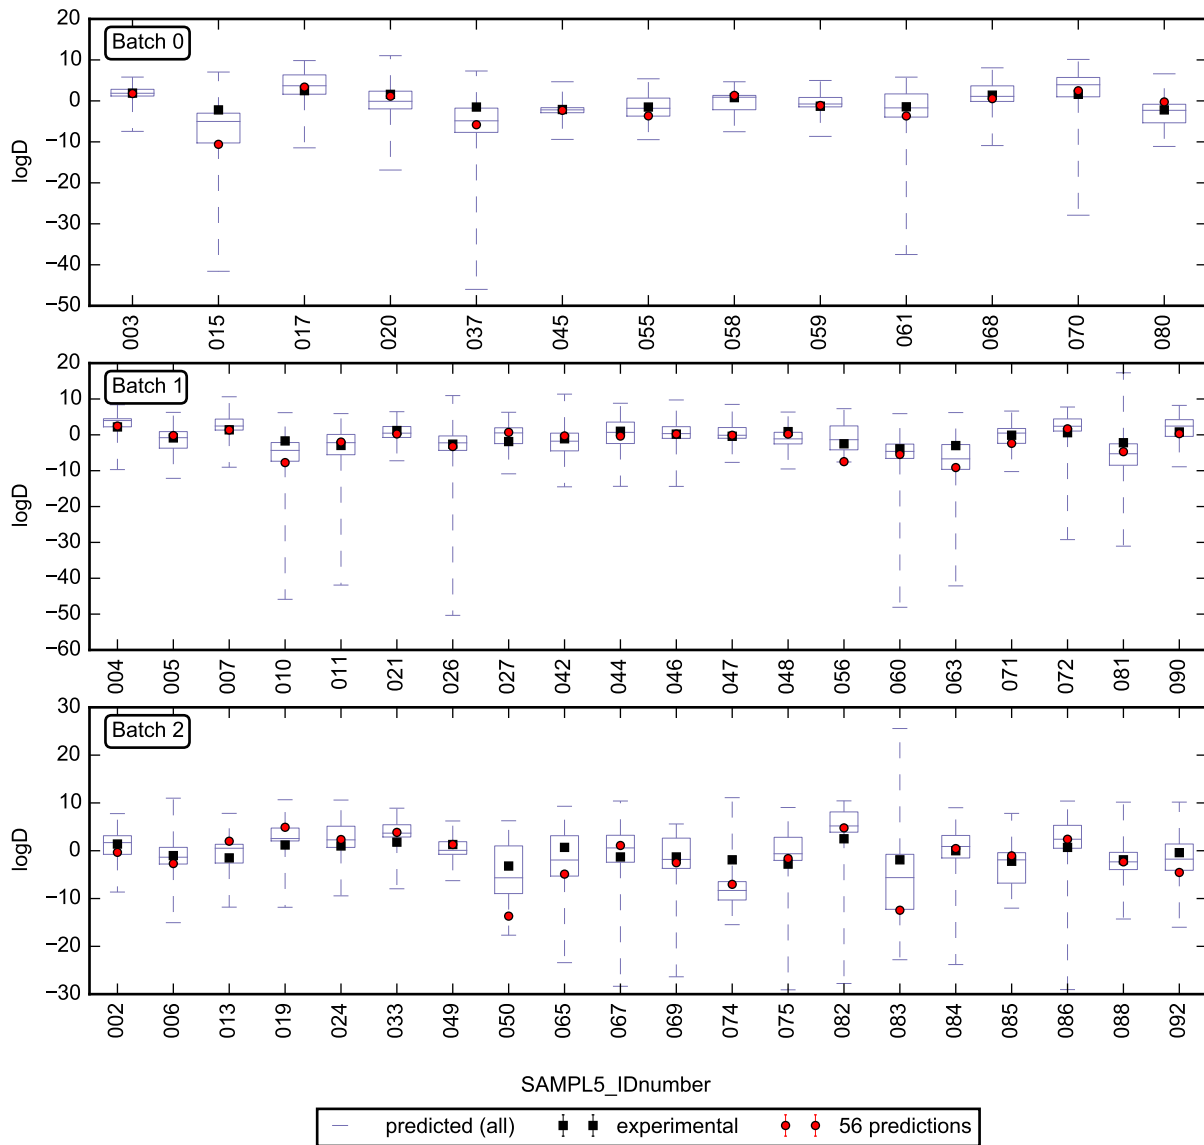 20
10
0
−10
−20
−30
−40
−50
logD
Batch 0
003 015 017 020 037 045 055 058 059 061 068 070 080
20
10
0
−10
−20
−30
−40
−50
−60
logD
Batch 1
004 005 007 010 011 021 026 027 042 044 046 047 048 056 060 063 071 072 081 090
30
20
10
0
−10
−20
−30
logD
Batch 2
002 006 013 019 024 033 049 050 065 067 069 074 075 082 083 084 085 086 088 092
SAMPL5_IDnumber
predicted (all) experimental 56 predictions